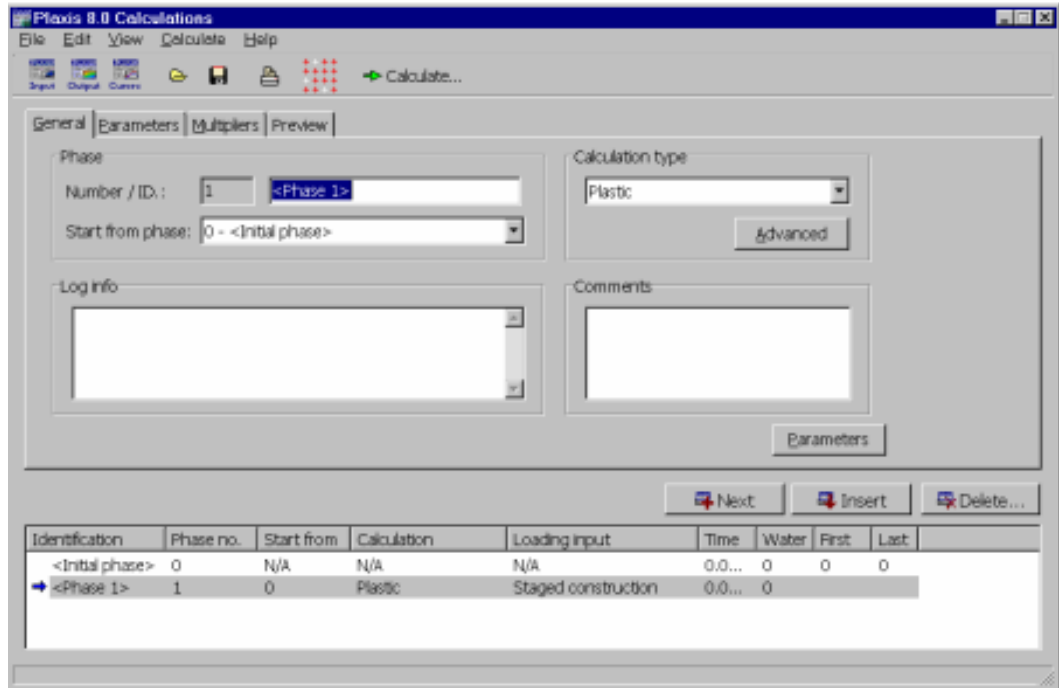 Plaxis 8.0 Calculations
File Edit View Calculate Help
Input Output Curves Calculate...
General Parameters Multipliers Preview
Phase
Number / ID.: 1 <Phase 1>
Start from phase: 0 - <Initial phase>
Calculation type
Plastic
Advanced
Log info
Comments
Parameters
Next Insert Delete...
Identification Phase no. Start from Calculation Loading input Time Water First Last
<Initial phase> 0 N/A N/A N/A 0.0... 0 0 0
<Phase 1> 1 0 Plastic Staged construction 0.0... 0